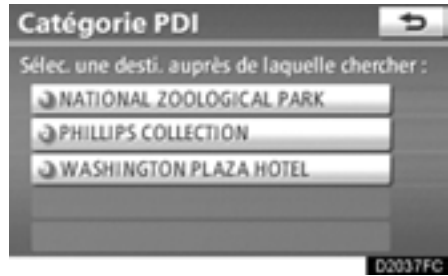 Catégorie PDI
Sélec. une desti. auprès de laquelle chercher :
NATIONAL ZOOLOGICAL PARK
PHILLIPS COLLECTION
WASHINGTON PLAZA HOTEL
D2037FC